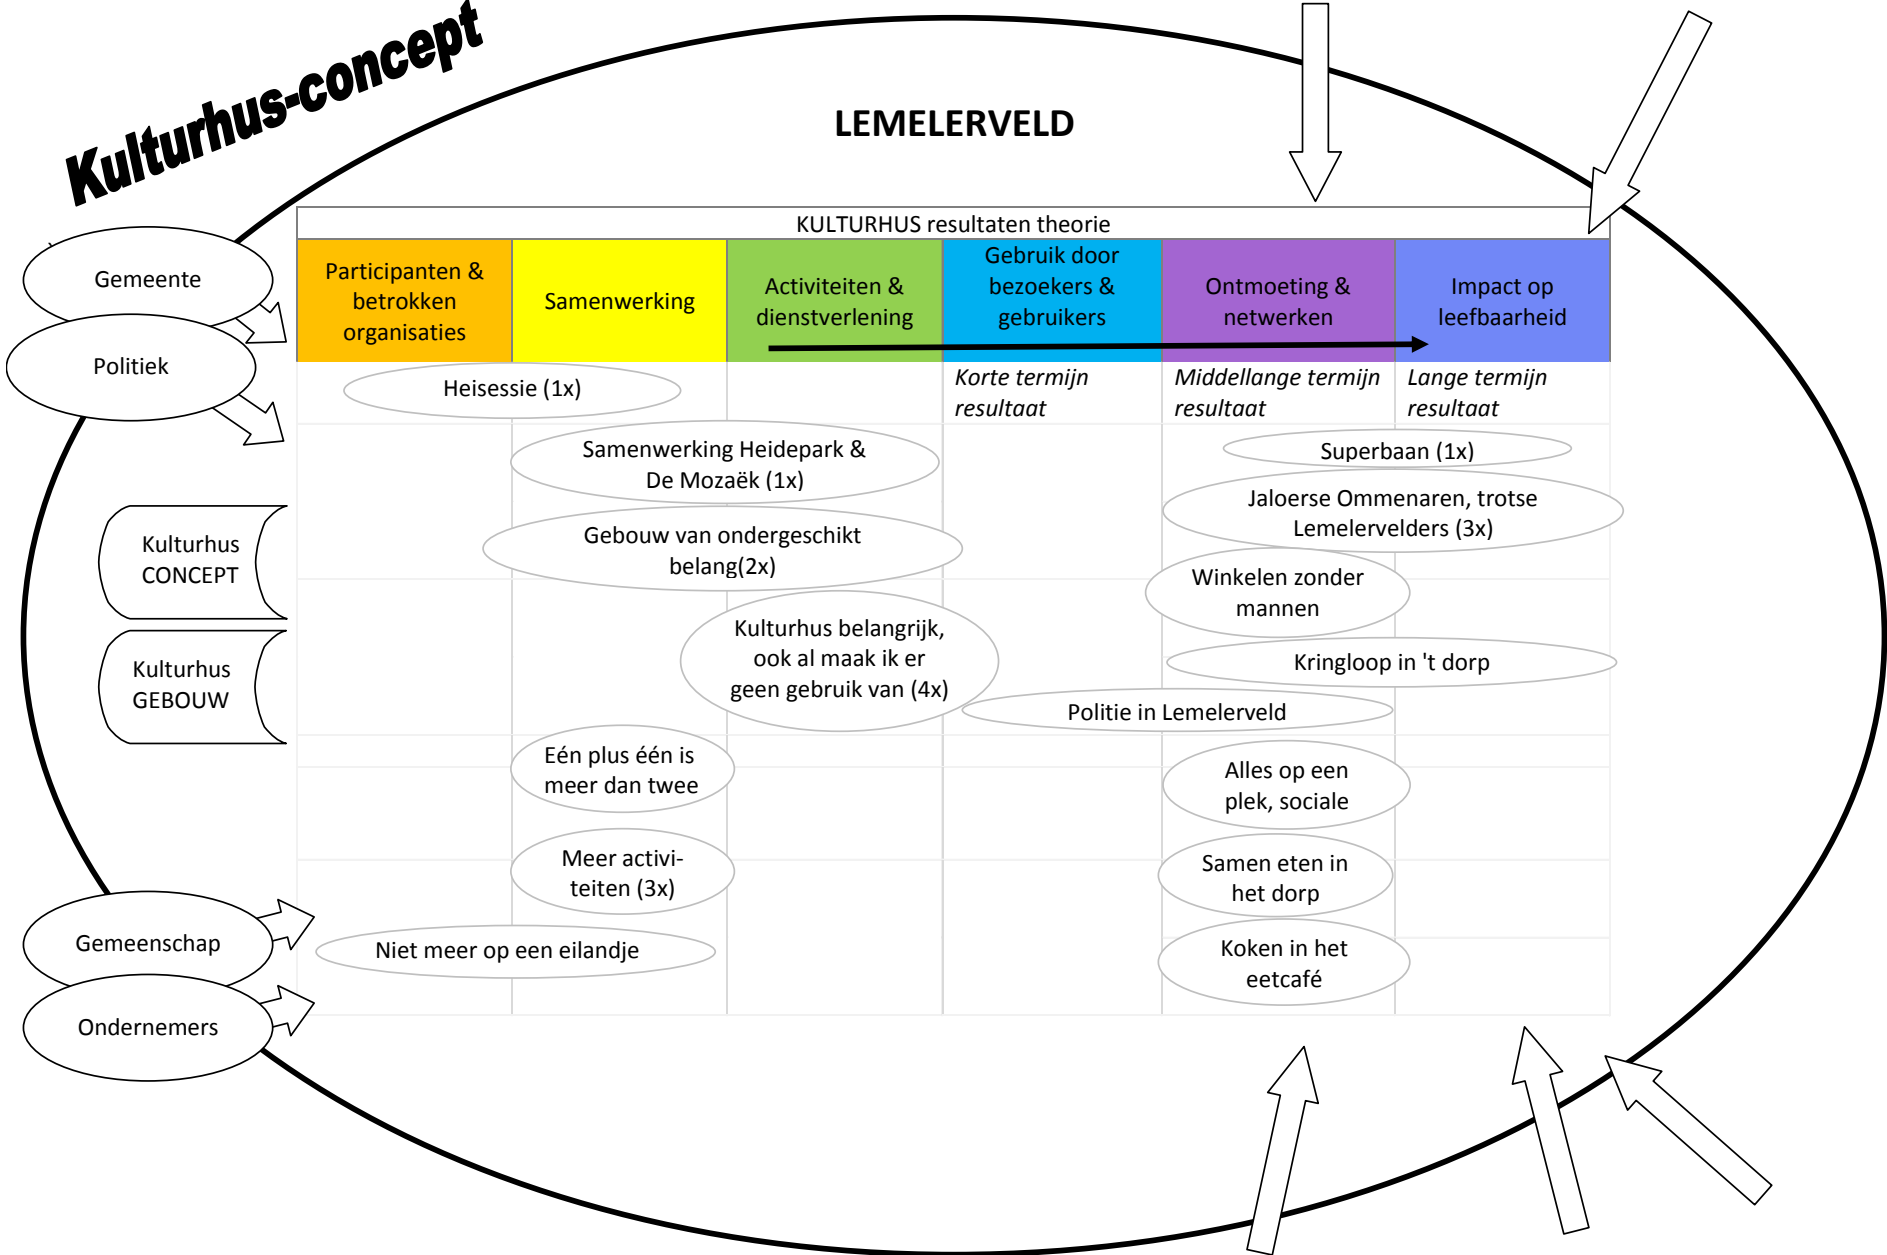 Kulturhus-concept
LEMELERVELD
KULTURHUS resultaten theorie
Gemeente
Politiek
Participanten &
betrokken
organisaties
Samenwerking
Activiteiten &
dienstverlening
Gebruik door
bezoekers &
gebruikers
Ontmoeting &
netwerken
Impact op
leefbaarheid
Heisessie (1x)
Korte termijn
resultaat
Middellange termijn
resultaat
Lange termijn
resultaat
Samenwerking Heidepark &
De Mozaëk (1x)
Superbaan (1x)
Jaloerse Ommenaren, trotse
Lemelervelders (3x)
Kulturhus
CONCEPT
Gebouw van ondergeschikt
belang(2x)
Winkelen zonder
mannen
Kulturhus
GEBOUW
Kulturhus belangrijk,
ook al maak ik er
geen gebruik van (4x)
Kringloop in 't dorp
Politie in Lemelerveld
Eén plus één is
meer dan twee
Alles op een
plek, sociale
Meer activi-
teiten (3x)
Samen eten in
het dorp
Gemeenschap
Niet meer op een eilandje
Koken in het
eetcafé
Ondernemers